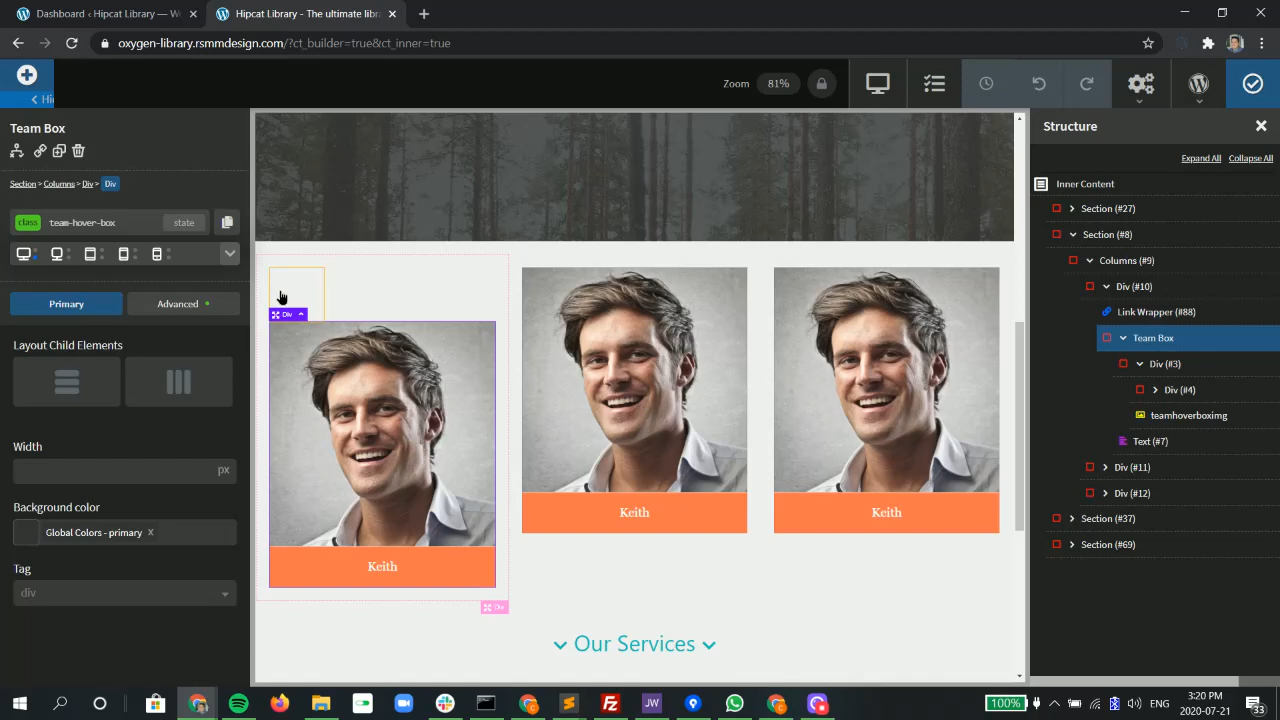 Dashboard ‹ Hipcat Library — W
Hipcat Library - The ultimate libr
oxygen-library.rsmmdesign.com/?ct_builder=true&ct_inner=true
Zoom 81%
Hi
Team Box
Section > Columns > Div > Div
class team-hover-box state
Primary
Advanced
Layout Child Elements
Width
px
Background color
Global Colors - primary x
Tag
div
Div
Keith
Keith
Keith
Div
Our Services
Structure
Expand All Collapse All
Inner Content
Section (#27)
Section (#8)
Columns (#9)
Div (#10)
Link Wrapper (#88)
Team Box
Div (#3)
Div (#4)
teamhoverboximg
Text (#7)
Div (#11)
Div (#12)
Section (#37)
Section (#69)
JW
100%
ENG
3:20 PM
2020-07-21
33